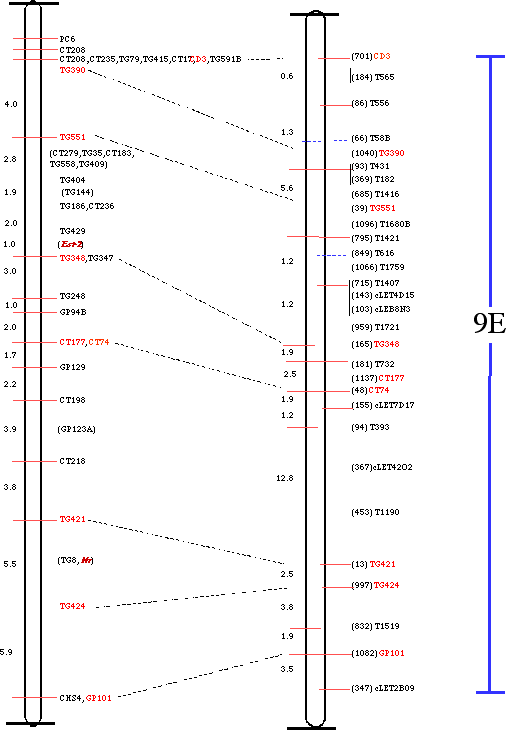 PC6
CT208
CT208,CT235,TG79,TG415,CT17,CD3,TG591B
TG390
4.0
TG551
2.8
(CT279,TG35,CT183,
TG558,TG409)
TG404
1.9
(TG144)
TG186,CT236
2.0
TG429
1.0
TG348,TG347
3.0
TG248
1.0
GP94B
2.0
CT177,CT74
1.7
GP129
2.2
CT198
3.9
(GP123A)
CT218
3.8
TG421
5.5
(TG8,
TG424
5.9
CHS4,GP101
(701) CD3
0.6
(184) T565
(86) T556
1.3
(66) T58B
(1040) TG390
(93) T431
(369) T182
5.6
(685) T1416
(39) TG551
(1096) T1680B
(795) T1421
(849) T616
1.2
(1066) T1759
(715) T1407
(143) cLET4D15
1.2
(103) cLEB8N3
(959) T1721
(165) TG348
1.9
(181) T732
2.5
(1137) CT177
(48) CT74
1.9
(155) cLET7D17
1.2
(94) T393
(367)cLET42O2
12.8
(453) T1190
(13) TG421
2.5
(997) TG424
3.8
(832) T1519
1.9
(1082) GP101
3.5
(347) cLET2B09
9E